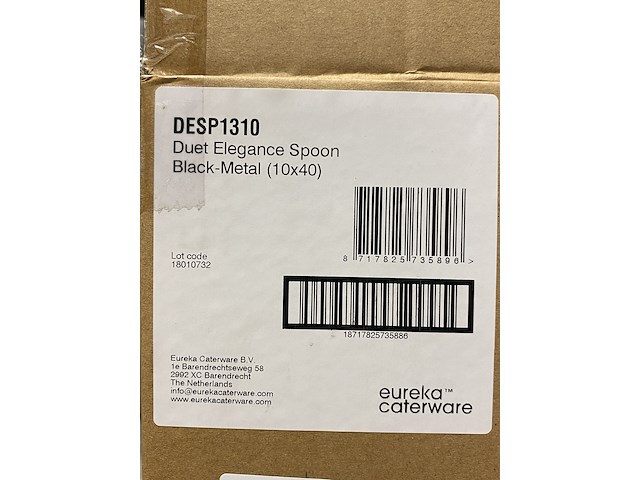 DESP1310
Duet Elegance Spoon
Black-Metal (10x40)
8 717825 735896 >
Lot code
18010732
18717825735886
Eureka Caterware B.V.
1e Barendrechtseweg 58
2992 XC Barendrecht
The Netherlands
info@eurekacaterware.com
www.eurekacaterware.com
eureka™
caterware